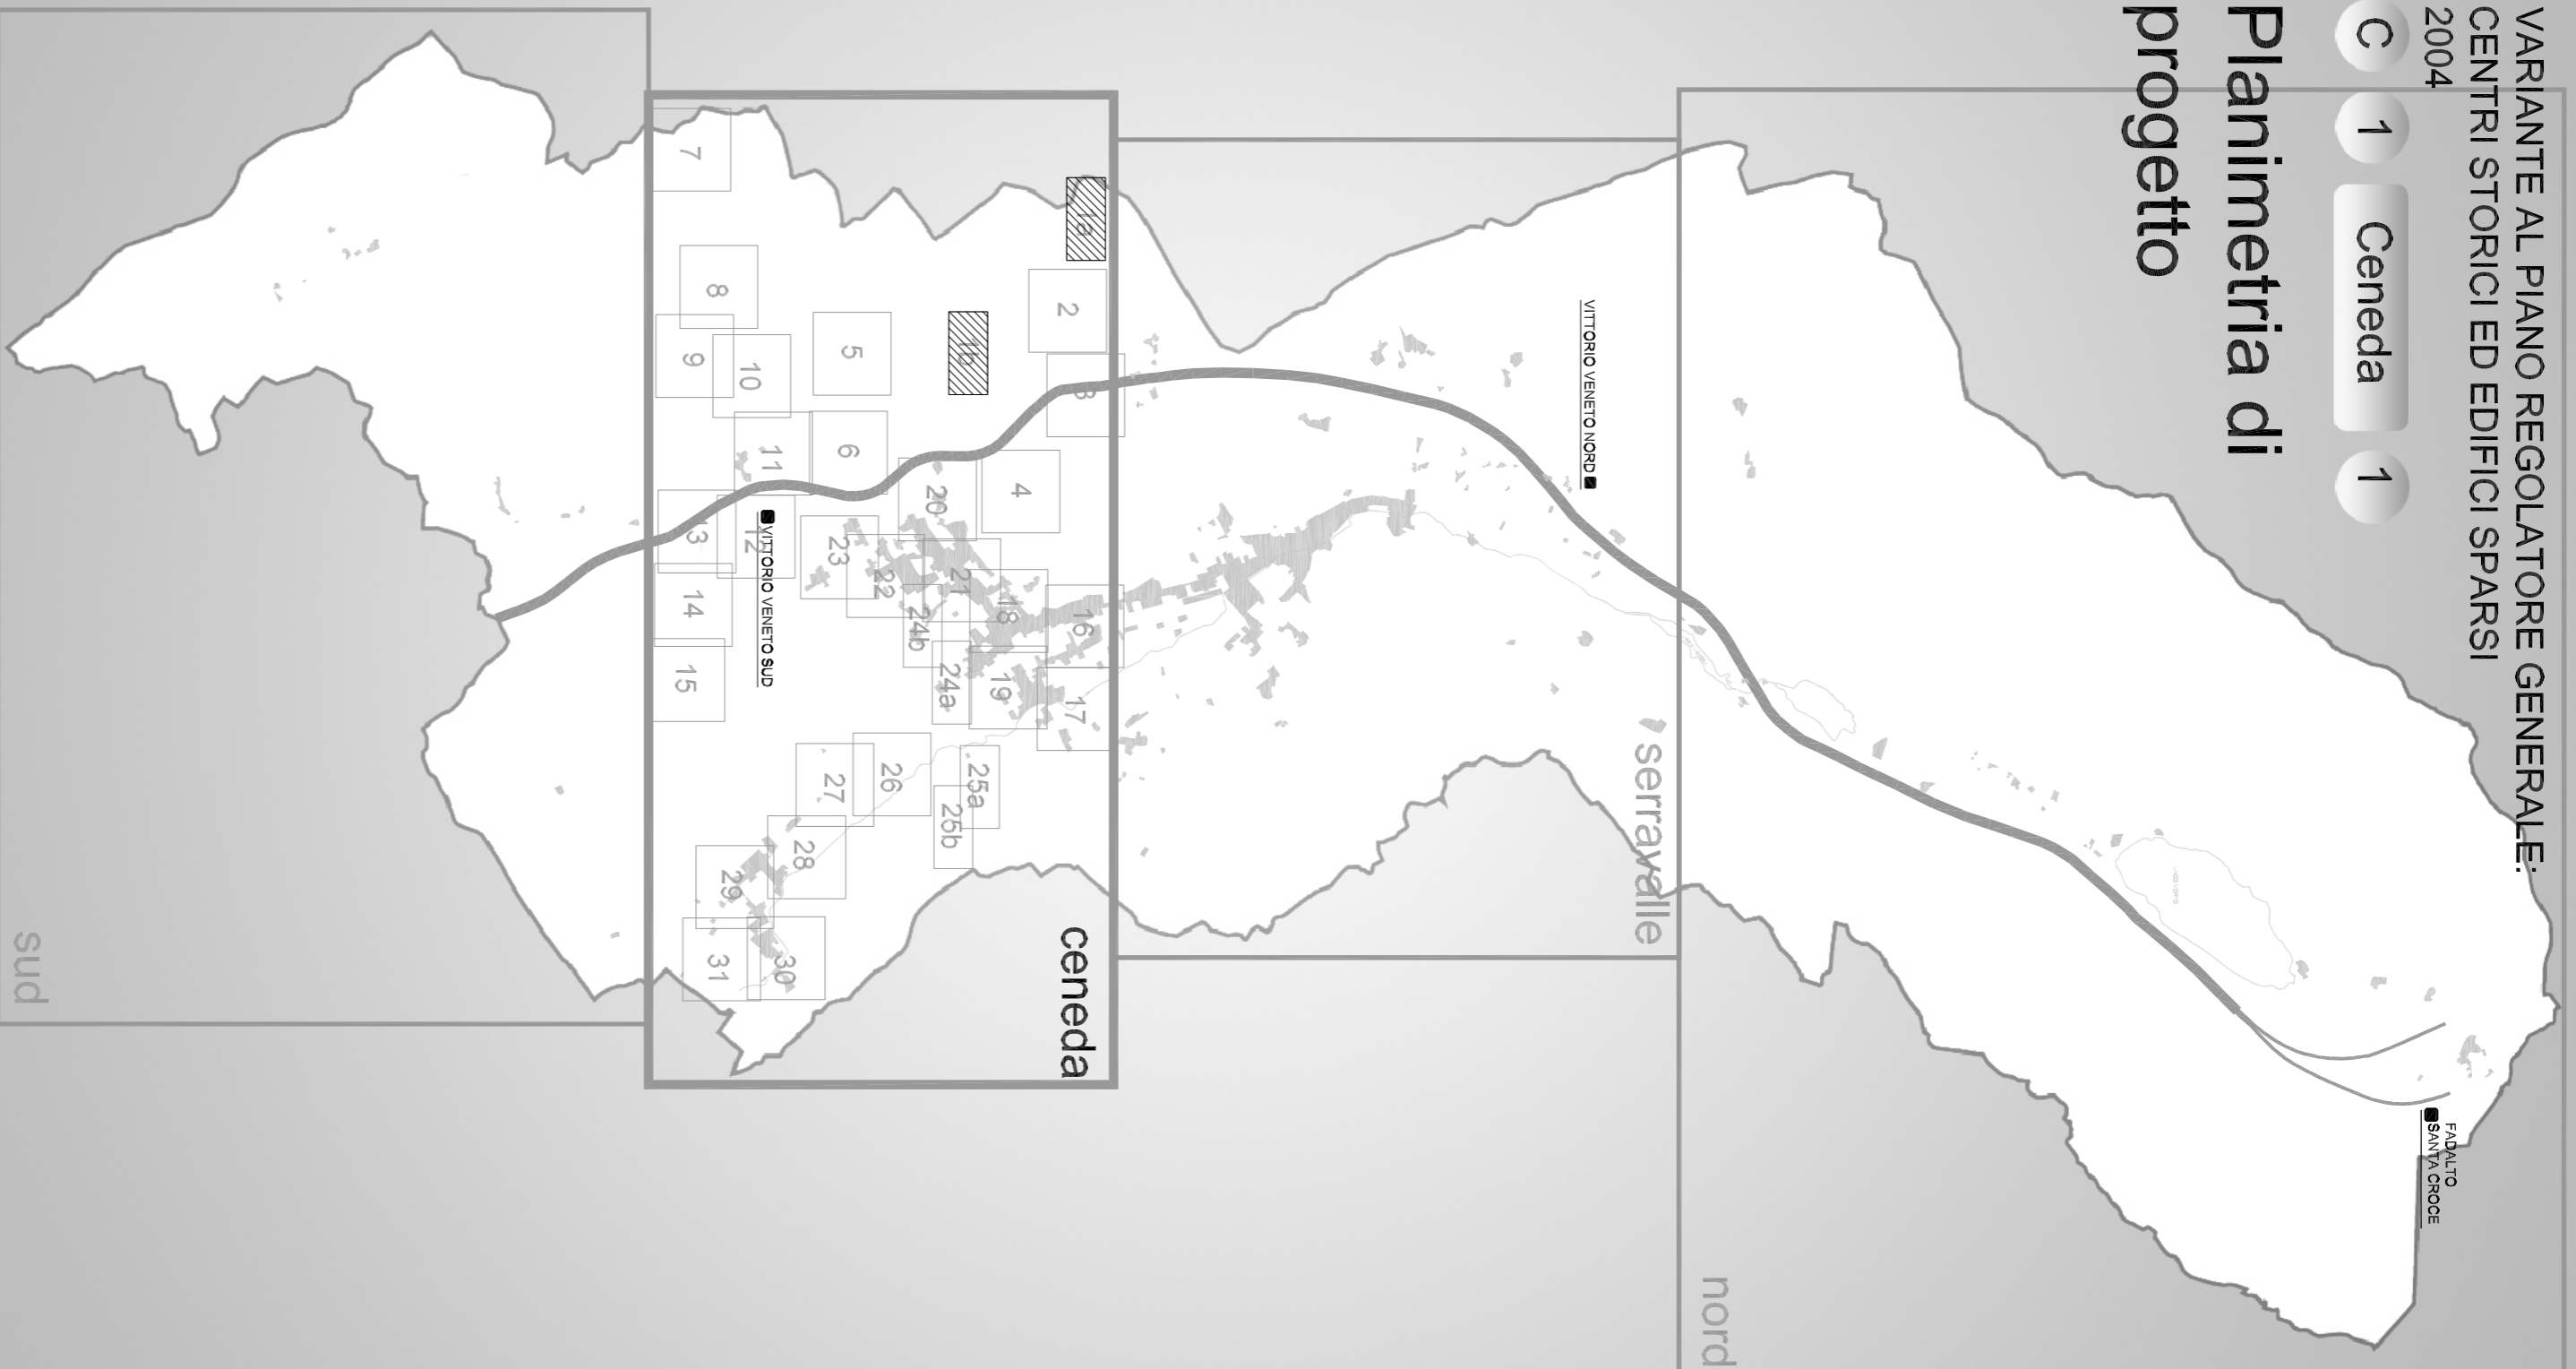 VARIANTE AL PIANO REGOLATORE GENERALE:
CENTRI STORICI ED EDIFICI SPARSI
2004
C 1 Ceneda 1
Planimetria di
progetto
FADALTO
SANTA CROCE
nord
VITTORIO VENETO NORD
serravalle
ceneda
1a
2
3
4
1b
5
6
7
8
9
10
11
12
13
14
15
16
17
18
19
20
21
22
23
24b
24a
25a
25b
26
27
28
29
30
31
VITTORIO VENETO SUD
sud